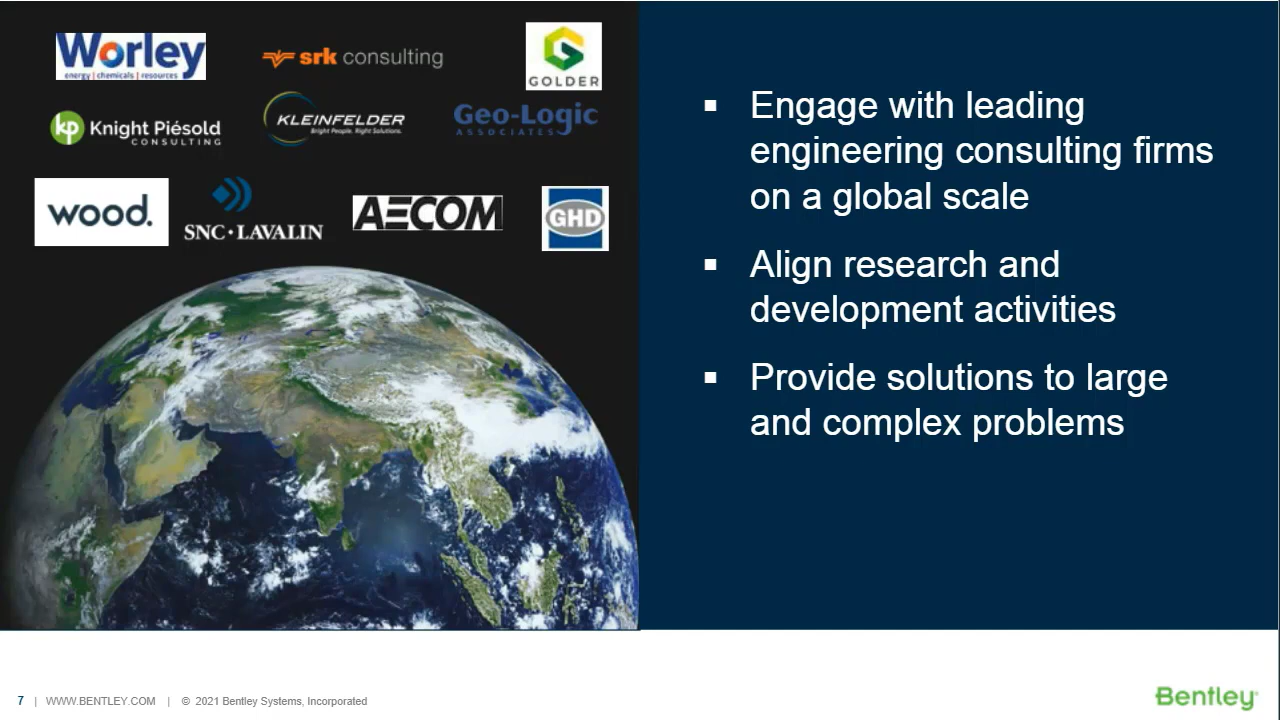 Worley
energy | chemicals | resources
srk consulting
GOLDER
kp Knight Piésold
CONSULTING
KLEINFELDER
Bright People. Right Solutions.
Geo-Logic
ASSOCIATES
wood.
SNC·LAVALIN
AECOM
GHD
▪ Engage with leading
engineering consulting firms
on a global scale
▪ Align research and
development activities
▪ Provide solutions to large
and complex problems
7 | WWW.BENTLEY.COM | © 2021 Bentley Systems, Incorporated
Bentley